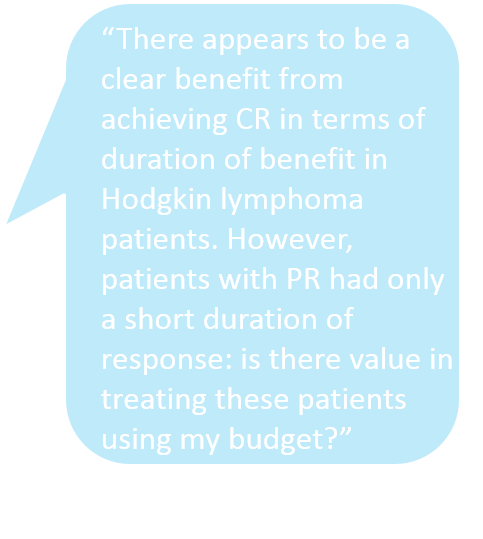 “There appears to be a
clear benefit from
achieving CR in terms of
duration of benefit in
Hodgkin lymphoma
patients. However,
patients with PR had only
a short duration of
response: is there value in
treating these patients
using my budget?”